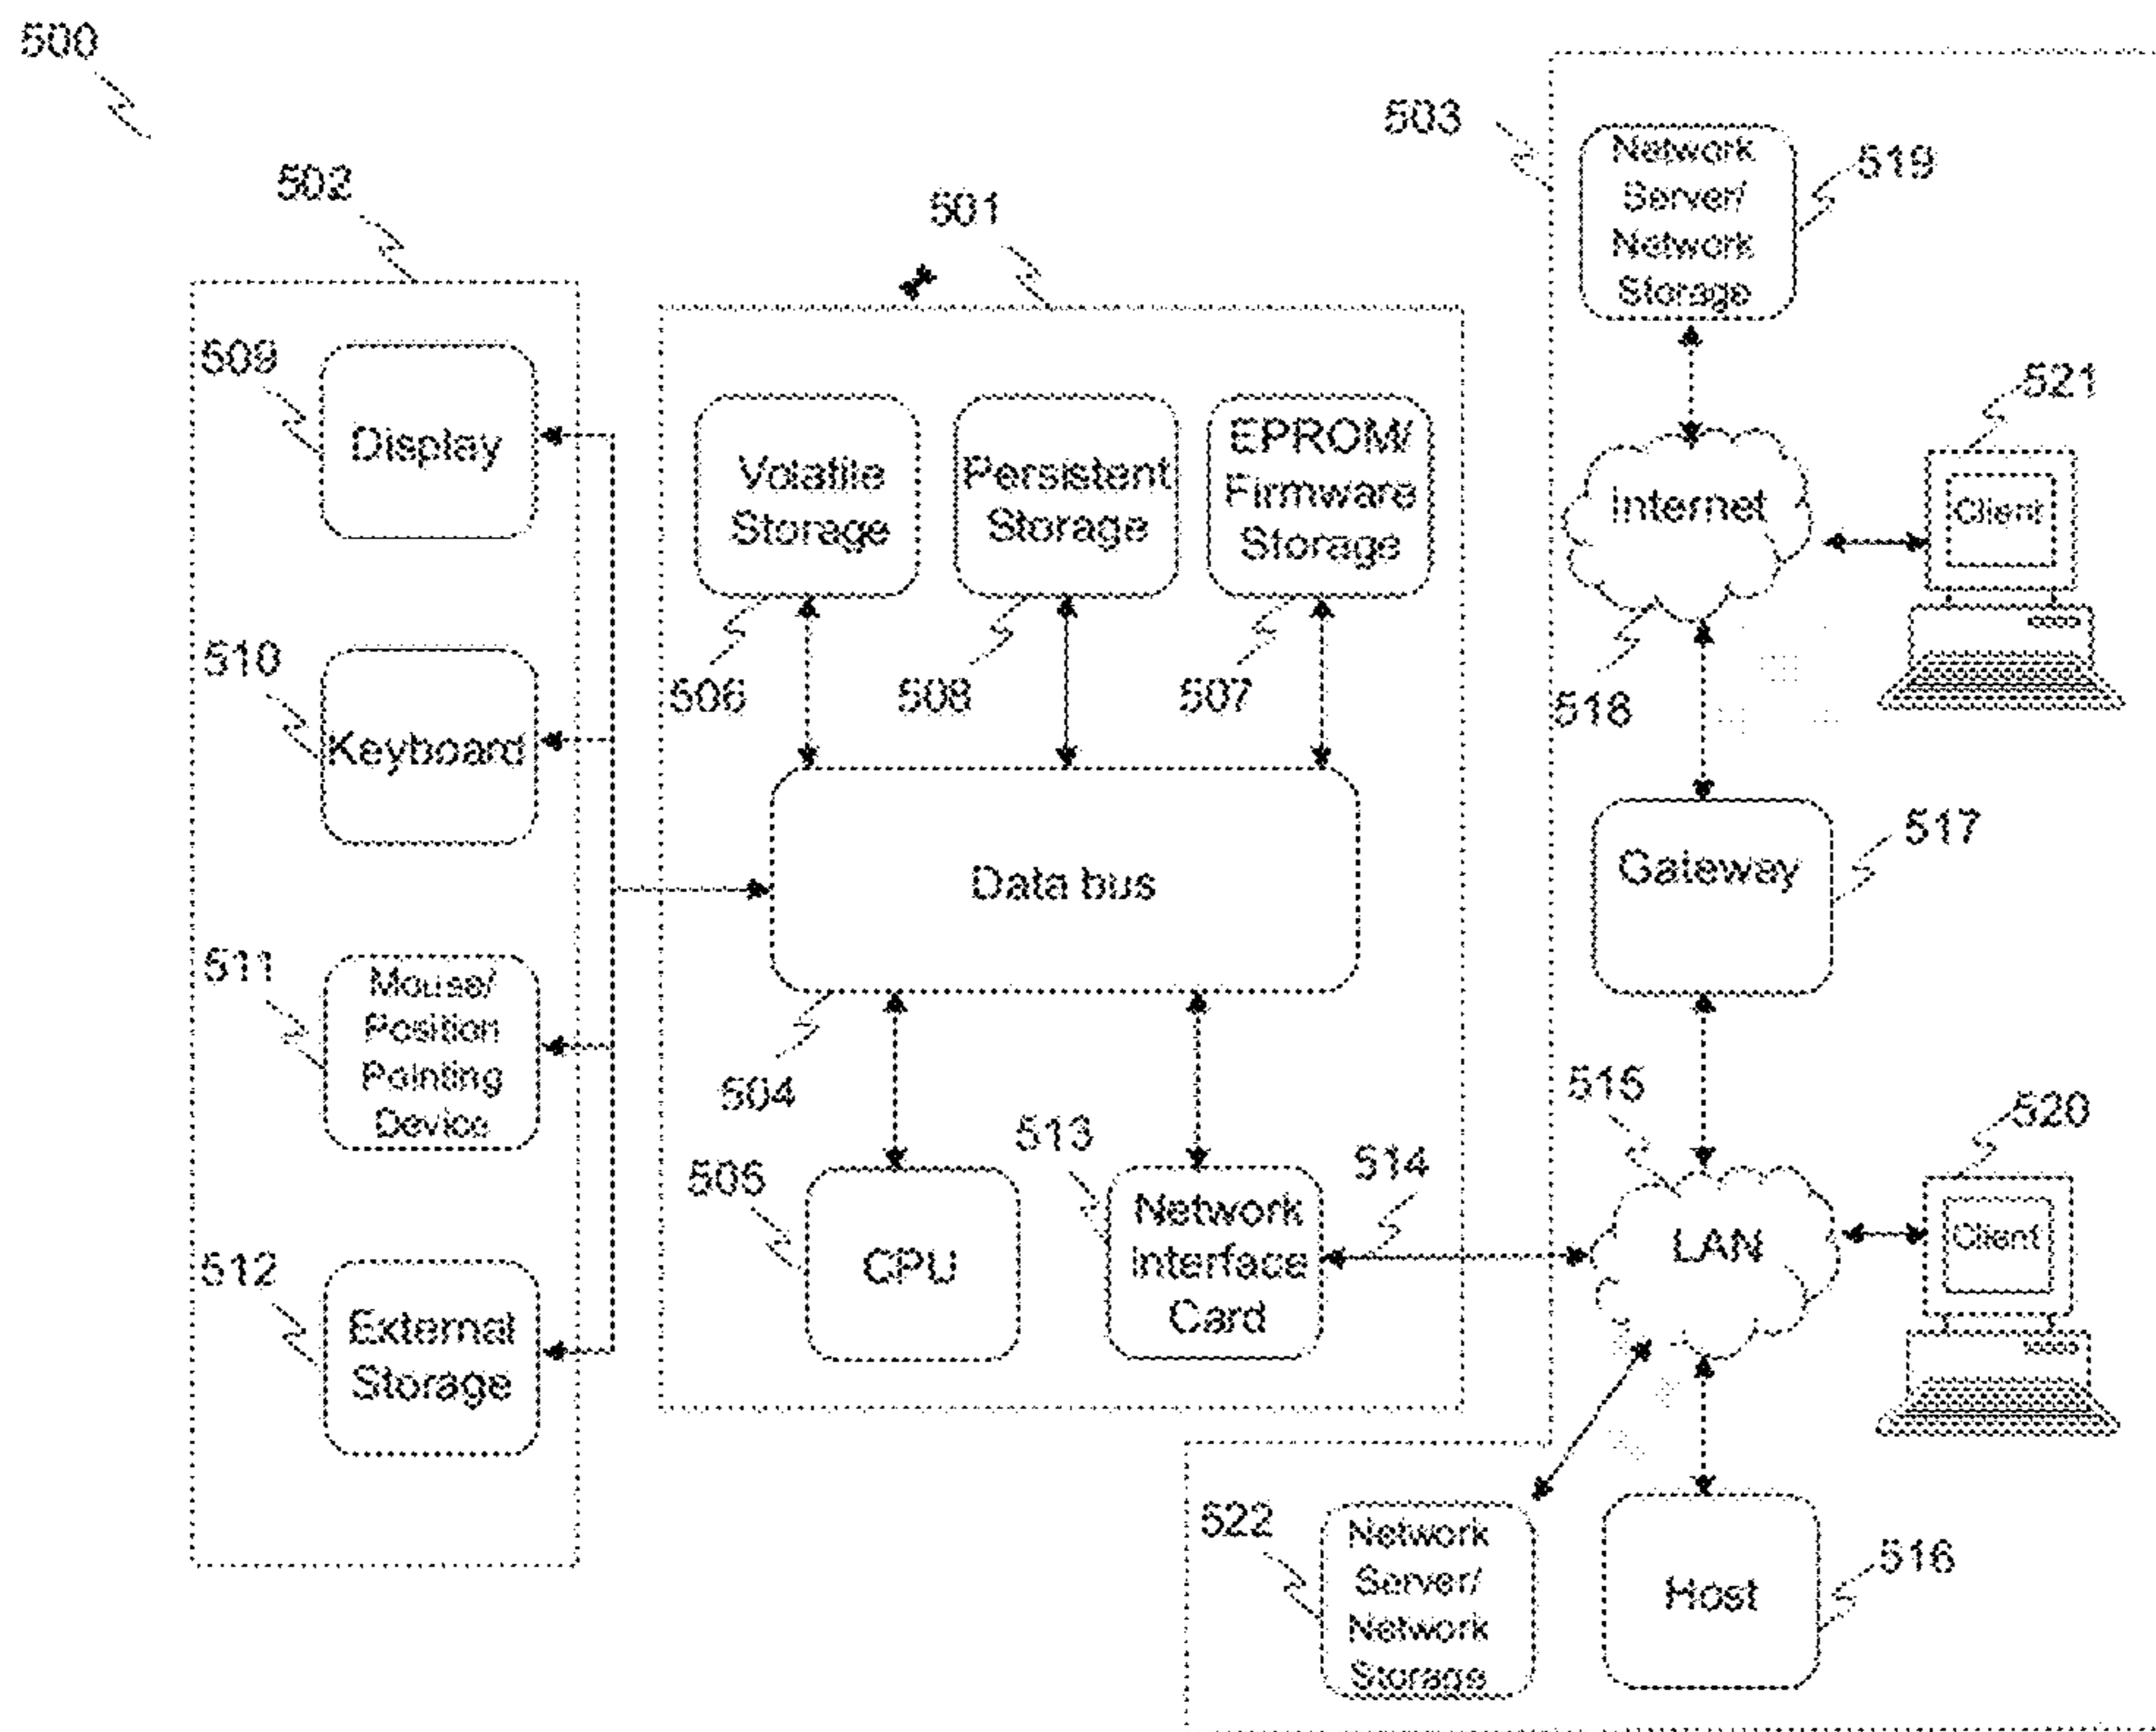 500
502
509
Display
510
Keyboard
511
Mouse/
Position
Pointing
Device
512
External
Storage
501
Volatile
Storage
506
Persistent
Storage
508
EPROM/
Firmware
Storage
507
Data bus
504
505
CPU
513
Network
Interface
Card
514
503
Network
Server/
Network
Storage
519
Internet
518
Client
521
Gateway
517
515
LAN
Client
520
522
Network
Server/
Network
Storage
Host
516